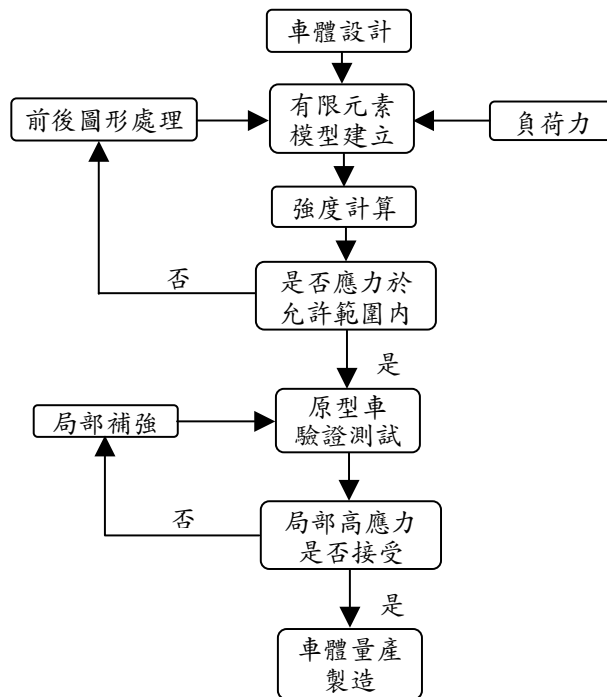 車體設計
前後圖形處理
有限元素
模型建立
負荷力
強度計算
否
是否應力於
允許範圍內
是
局部補強
原型車
驗證測試
否
局部高應力
是否接受
是
車體量產
製造